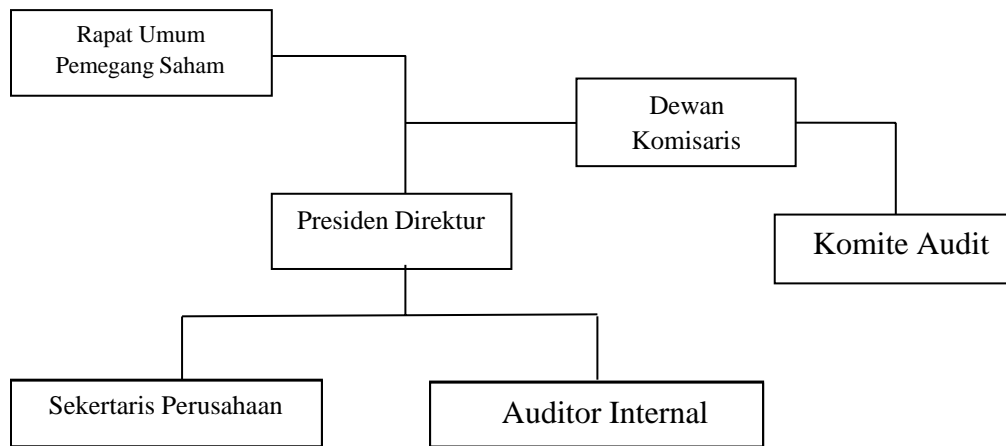 Rapat Umum
Pemegang Saham
Dewan
Komisaris
Presiden Direktur
Komite Audit
Sekertaris Perusahaan
Auditor Internal